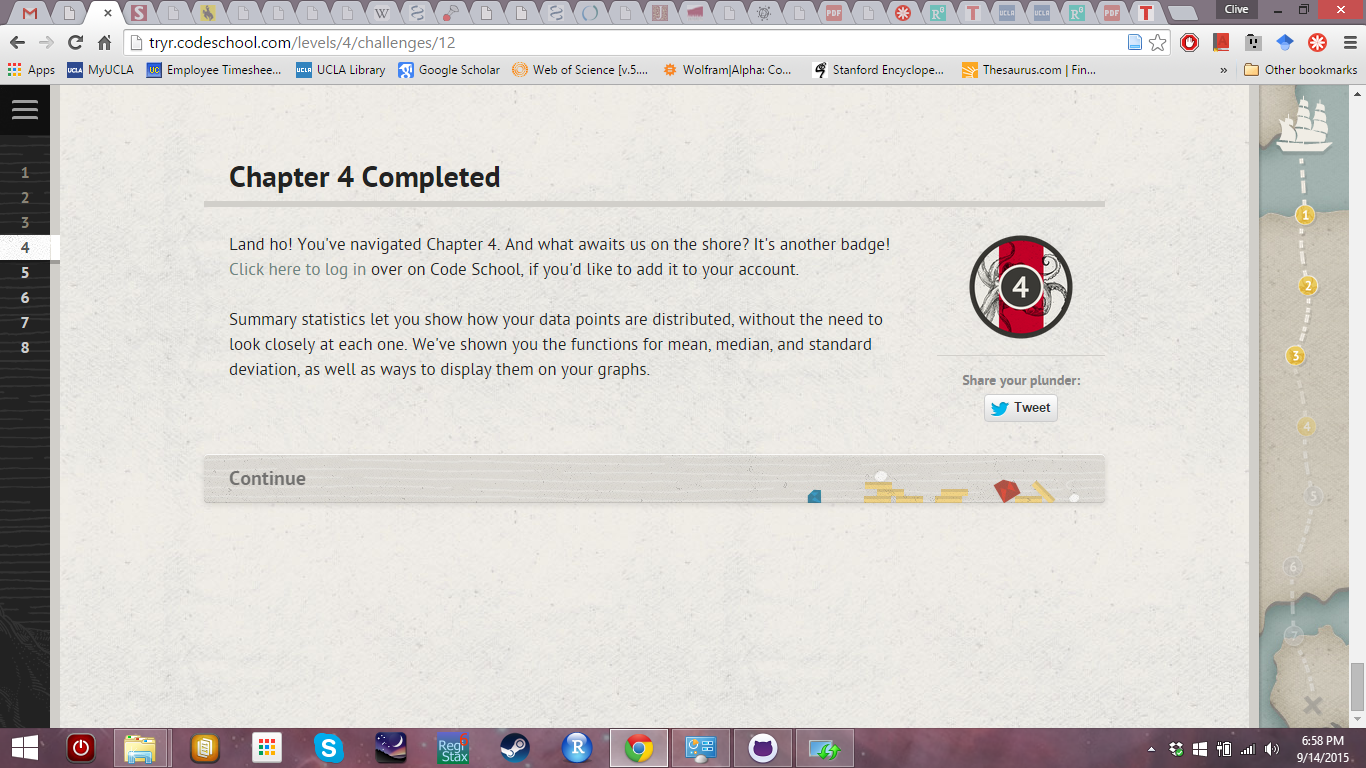 Clive
tryr.codeschool.com/levels/4/challenges/12
Apps
MyUCLA
Employee Timeshee...
UCLA Library
Google Scholar
Web of Science [v.5....
Wolfram|Alpha: Co...
Stanford Encyclope...
Thesaurus.com | Fin...
»
Other bookmarks
1
2
3
4
5
6
7
8
Chapter 4 Completed
Land ho! You've navigated Chapter 4. And what awaits us on the shore? It's another badge!
Click here to log in over on Code School, if you'd like to add it to your account.
Summary statistics let you show how your data points are distributed, without the need to
look closely at each one. We've shown you the functions for mean, median, and standard
deviation, as well as ways to display them on your graphs.
4
Share your plunder:
Tweet
Continue
1
2
3
4
5
6
7
Regi
Stax
R
6:58 PM
9/14/2015